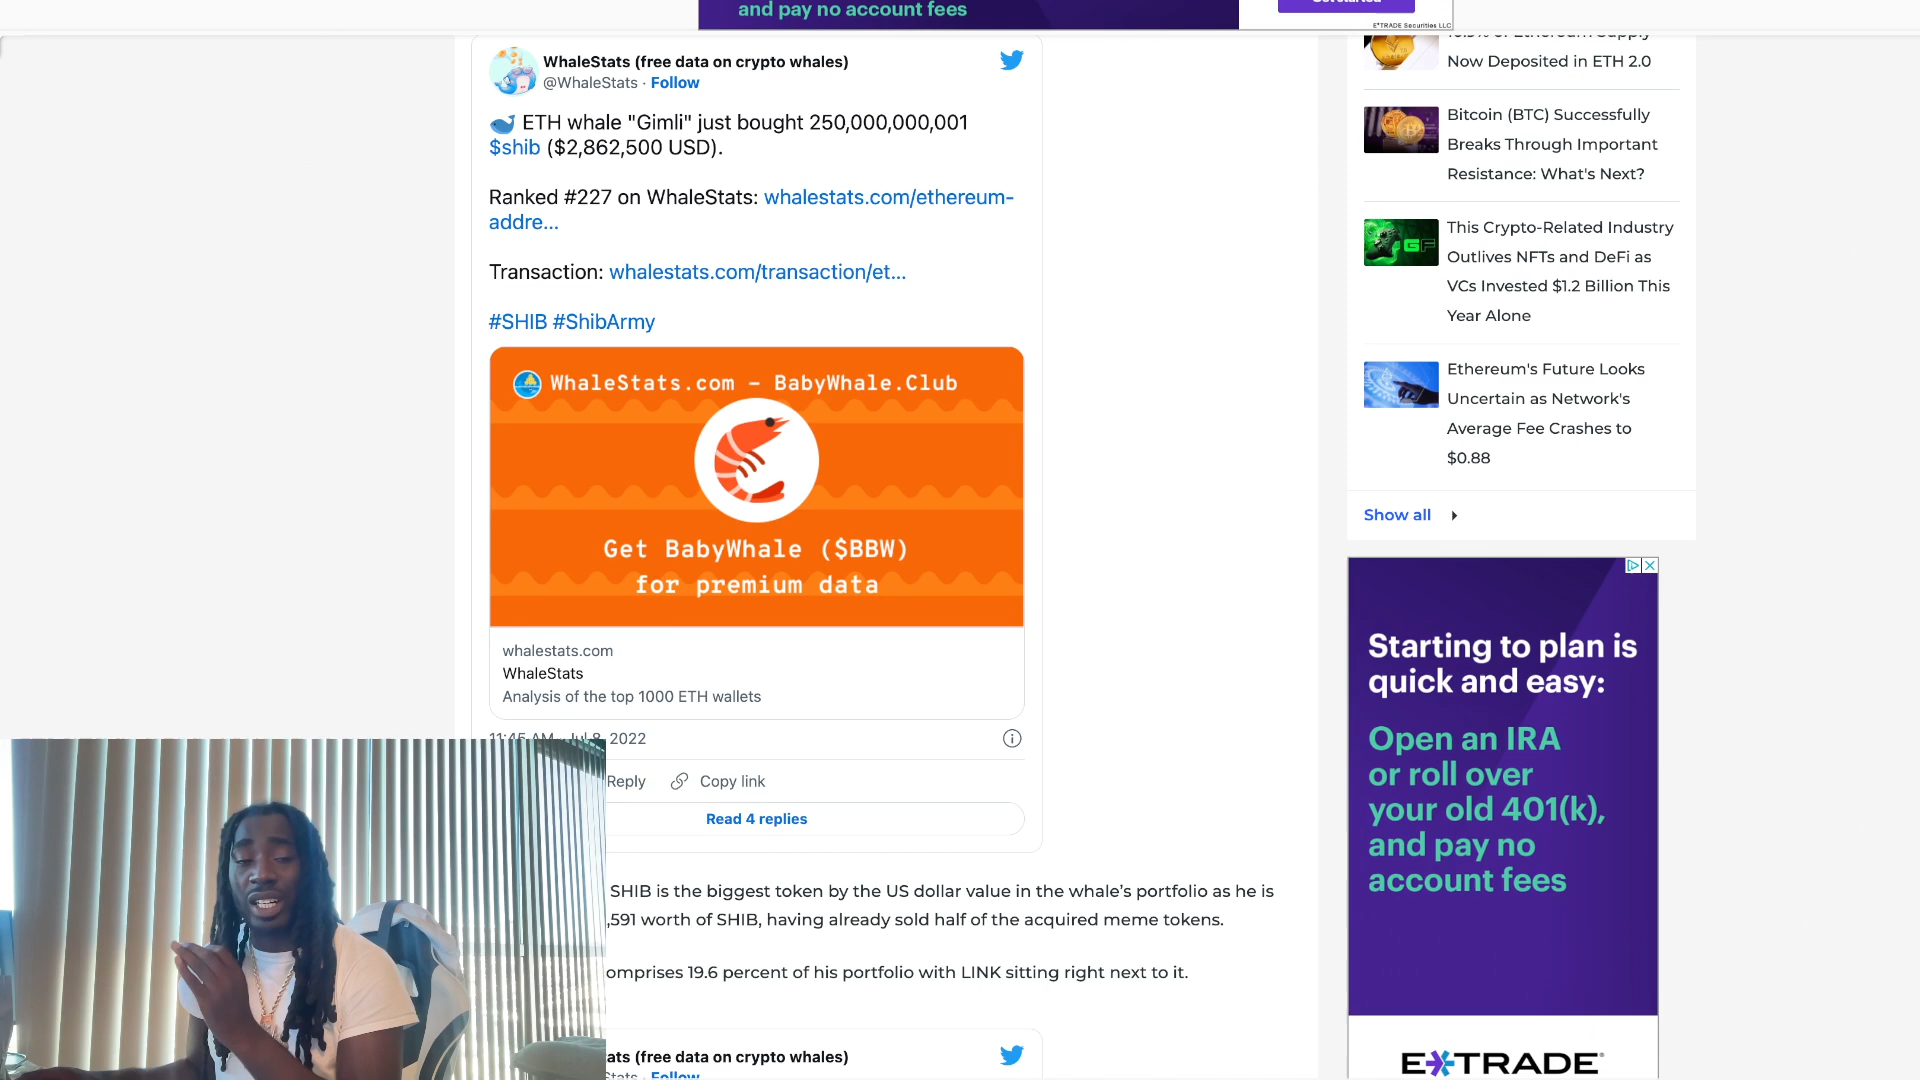 and pay no account fees
E*TRADE Securities LLC
WhaleStats (free data on crypto whales)
@WhaleStats · Follow
ETH whale "Gimli" just bought 250,000,000,001
$shib ($2,862,500 USD).
Ranked #227 on WhaleStats: whalestats.com/ethereum-
addre...
Transaction: whalestats.com/transaction/et...
#SHIB #ShibArmy
WhaleStats.com – BabyWhale.Club
Get BabyWhale ($BBW)
for premium data
whalestats.com
WhaleStats
Analysis of the top 1000 ETH wallets
11:45 AM · Jul 8, 2022
Reply
Copy link
Read 4 replies
SHIB is the biggest token by the US dollar value in the whale’s portfolio as he is
,591 worth of SHIB, having already sold half of the acquired meme tokens.
omprises 19.6 percent of his portfolio with LINK sitting right next to it.
ats (free data on crypto whales)
Stats · Follow
Now Deposited in ETH 2.0
Bitcoin (BTC) Successfully
Breaks Through Important
Resistance: What's Next?
GF
This Crypto-Related Industry
Outlives NFTs and DeFi as
VCs Invested $1.2 Billion This
Year Alone
Ethereum's Future Looks
Uncertain as Network's
Average Fee Crashes to
$0.88
Show all
Starting to plan is
quick and easy:
Open an IRA
or roll over
your old 401(k),
and pay no
account fees
E*TRADE